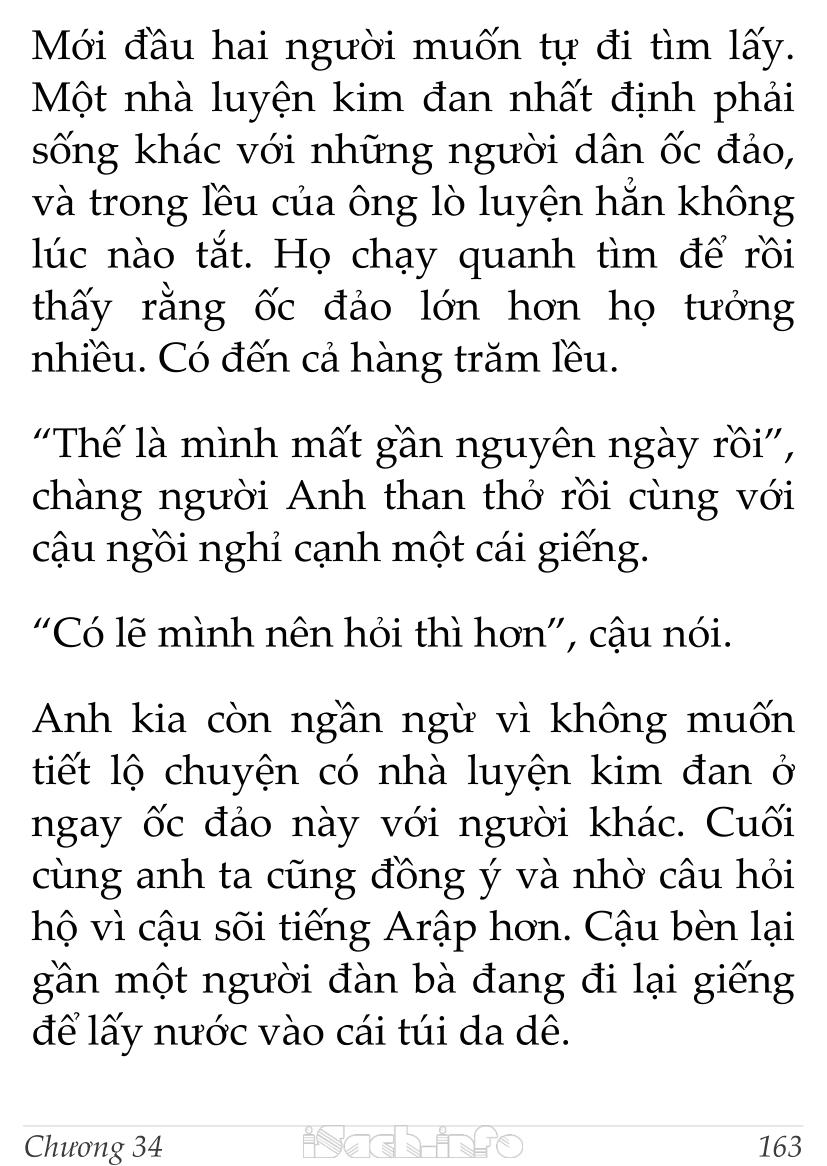 Mới đầu hai người muốn tự đi tìm lấy.
Một nhà luyện kim đan nhất định phải
sống khác với những người dân ốc đảo,
và trong lều của ông lò luyện hẳn không
lúc nào tắt. Họ chạy quanh tìm để rồi
thấy rằng ốc đảo lớn hơn họ tưởng
nhiều. Có đến cả hàng trăm lều.
“Thế là mình mất gần nguyên ngày rồi”,
chàng người Anh than thở rồi cùng với
cậu ngồi nghỉ cạnh một cái giếng.
“Có lẽ mình nên hỏi thì hơn”, cậu nói.
Anh kia còn ngần ngừ vì không muốn
tiết lộ chuyện có nhà luyện kim đan ở
ngay ốc đảo này với người khác. Cuối
cùng anh ta cũng đồng ý và nhờ câu hỏi
hộ vì cậu sõi tiếng Arập hơn. Cậu bèn lại
gần một người đàn bà đang đi lại giếng
để lấy nước vào cái túi da dê.
Chương 34 iSach.info 163